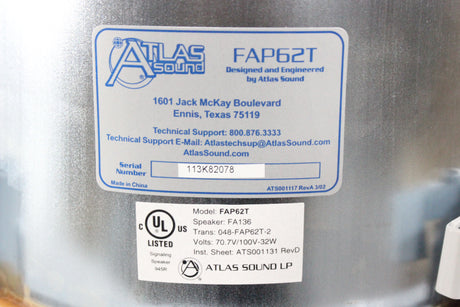 ATLAS
SOUND
FAP62T
Designed and Engineered
by Atlas Sound
1601 Jack McKay Boulevard
Ennis, Texas 75119
Technical Support: 800.876.3333
Technical Support E-Mail: Atlastechsup@AtlasSound.com
AtlasSound.com
Serial
Number
113K82078
Made in China
ATS001117 RevA 3/02
C UL US
LISTED
Signaling
Speaker
945R
Model: FAP62T
Speaker: FA136
Trans: 048-FAP62T-2
Volts: 70.7V/100V-32W
Inst. Sheet: ATS001131 RevD
ATLAS SOUND LP